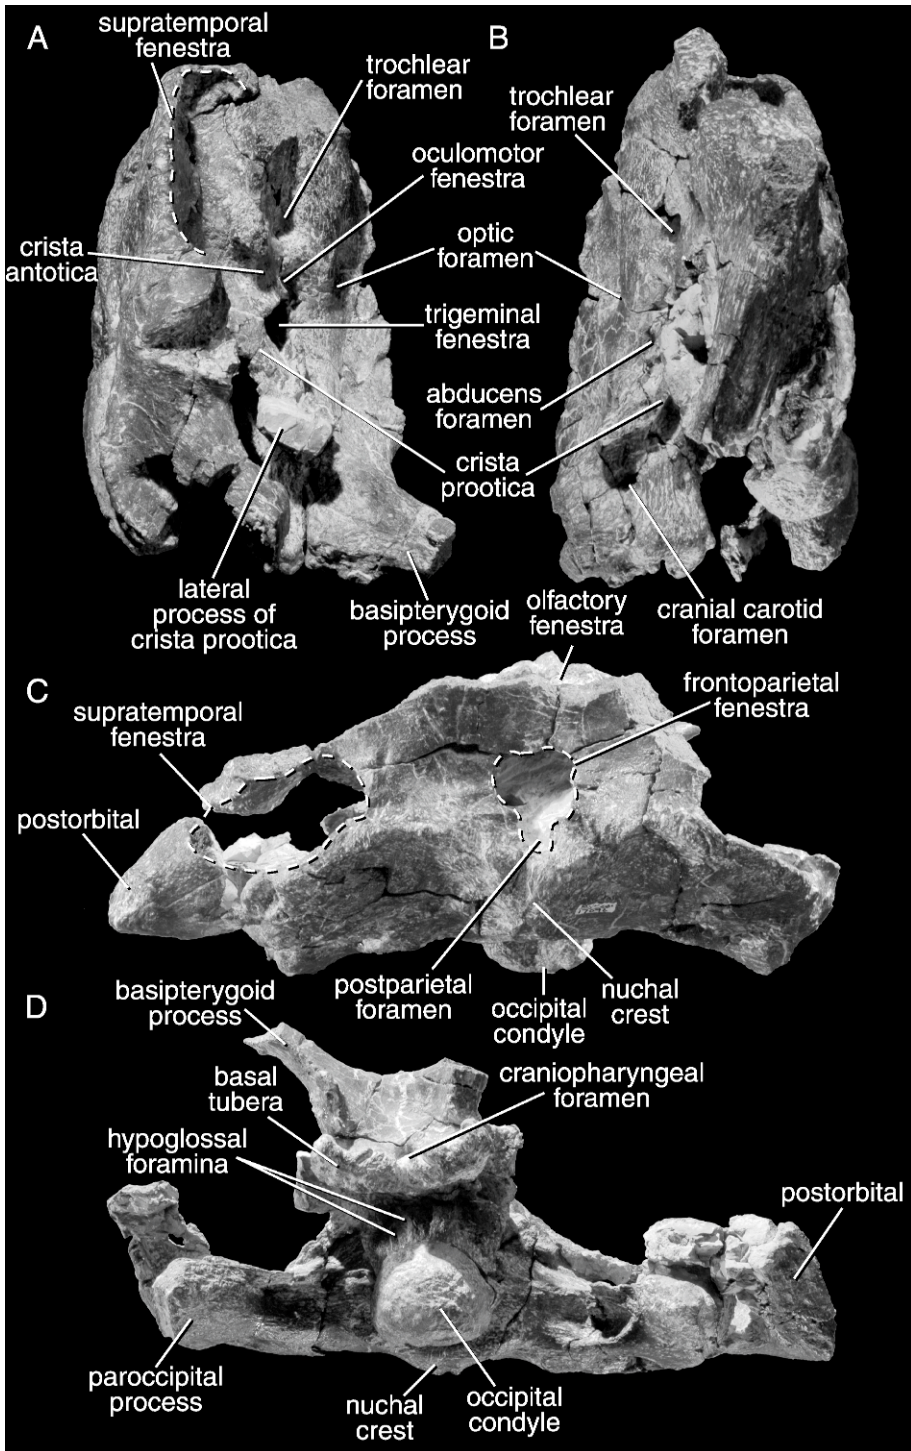 A
supratemporal
fenestra
trochlear
foramen
oculomotor
fenestra
crista
antotica
optic
foramen
trigeminal
fenestra
abducens
foramen
crista
prootica
lateral
process of
crista prootica
basipterygoid
process
B
trochlear
foramen
cranial carotid
foramen
C
olfactory
fenestra
frontoparietal
fenestra
supratemporal
fenestra
postorbital
postparietal
foramen
occipital
condyle
nuchal
crest
D
basipterygoid
process
basal
tubera
craniopharyngeal
foramen
hypoglossal
foramina
postorbital
paroccipital
process
nuchal
crest
occipital
condyle